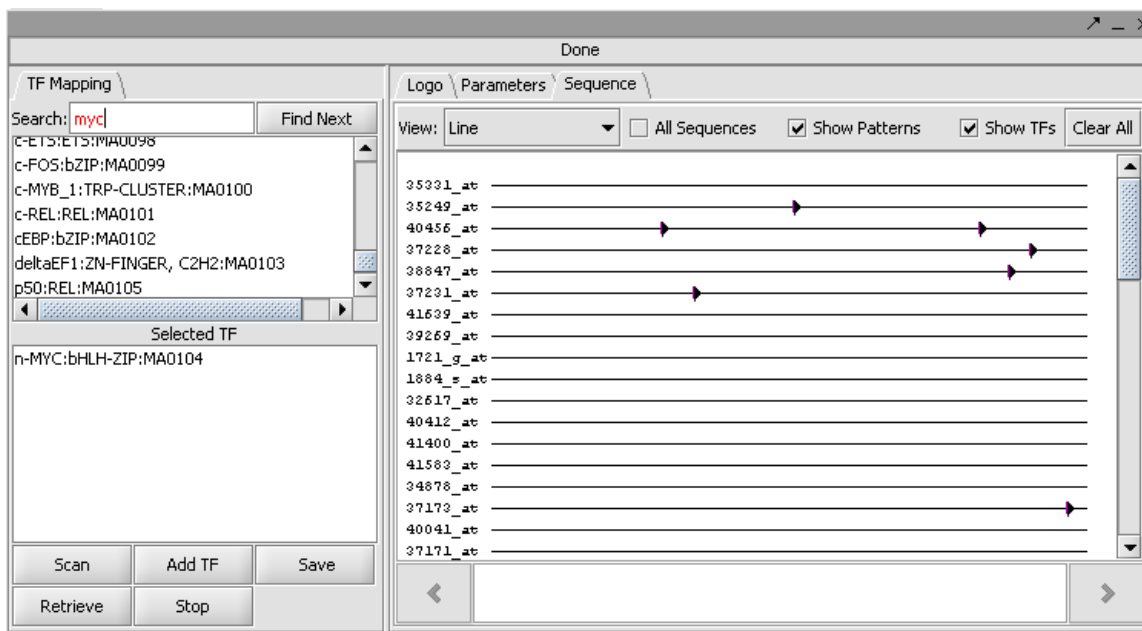 Done
TF Mapping
Search: myc Find Next
c-ETS:ETS:MA0098
c-FOS:bZIP:MA0099
c-MYB_1:TRP-CLUSTER:MA0100
c-REL:REL:MA0101
cEBP:bZIP:MA0102
deltaEF1:ZN-FINGER, C2H2:MA0103
p50:REL:MA0105
Selected TF
n-MYC:bHLH-ZIP:MA0104
Scan Add TF Save
Retrieve Stop
Logo Parameters Sequence
View: Line All Sequences Show Patterns Show TFs Clear All
35331_at
35249_at
40456_at
37228_at
38847_at
37231_at
41639_at
39269_at
1721_g_at
1884_s_at
32617_at
40412_at
41400_at
41583_at
34878_at
37173_at
40041_at
37171_at